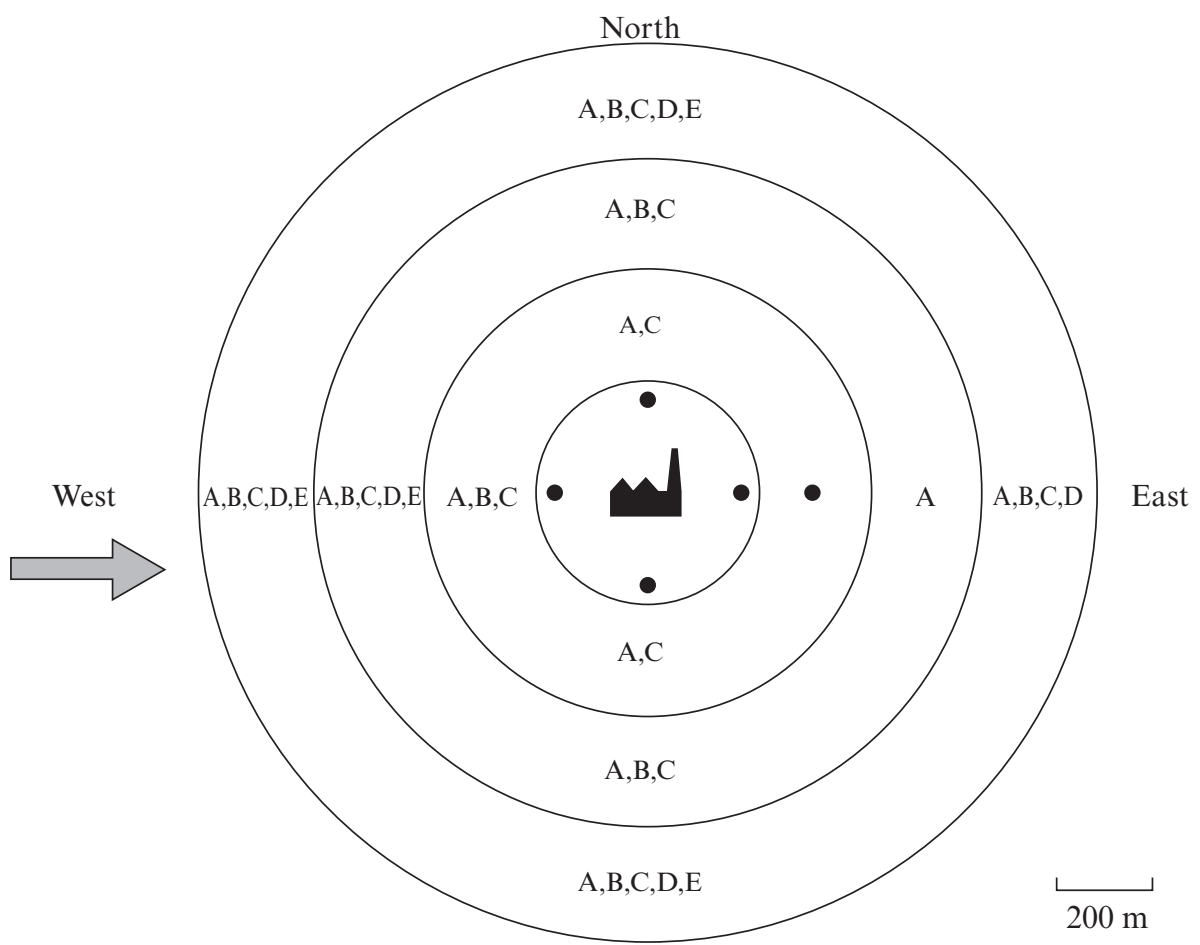 North
A,B,C,D,E
A,B,C
A,C
West
A,B,C,D,E
A,B,C,D,E
A,B,C
A
A,B,C,D
East
A,C
A,B,C
A,B,C,D,E
200 m